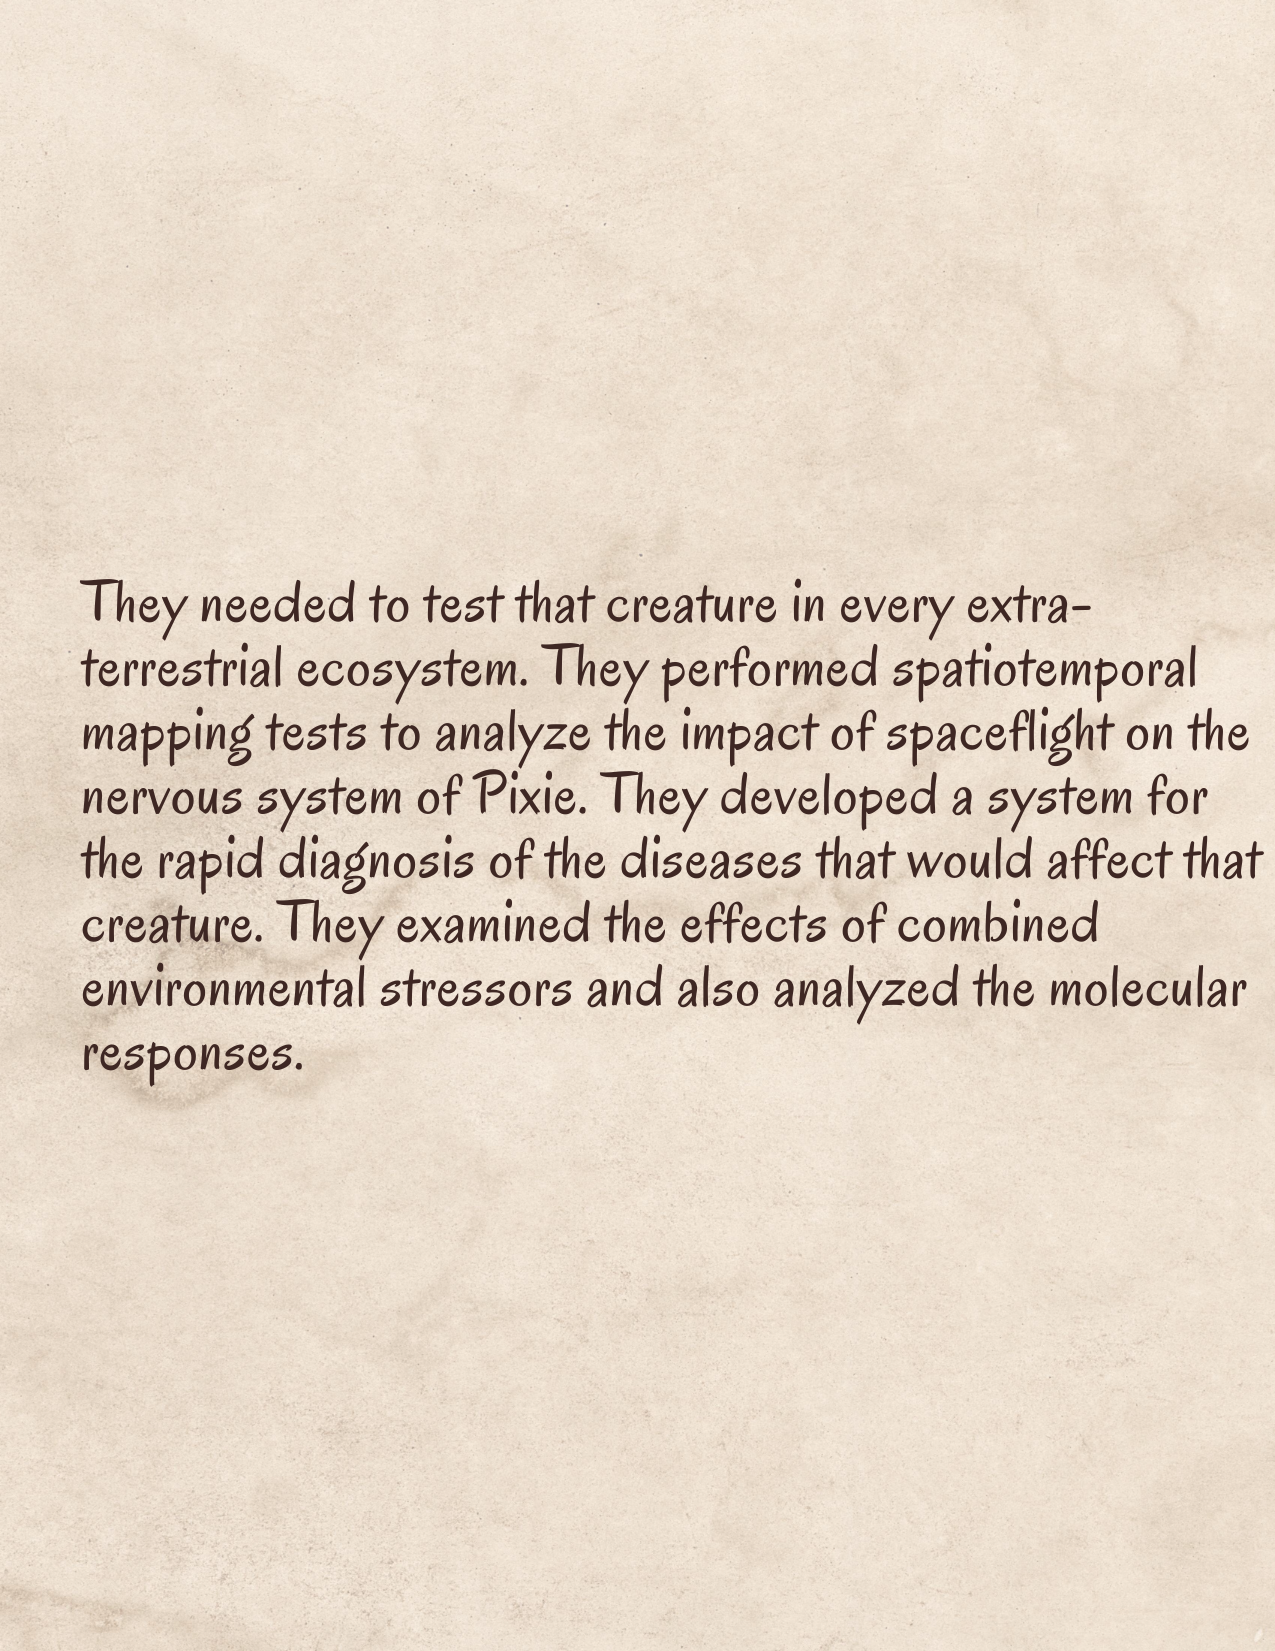 They needed to test that creature in every extra-
terrestrial ecosystem. They performed spatiotemporal
mapping tests to analyze the impact of spaceflight on the
nervous system of Pixie. They developed a system for
the rapid diagnosis of the diseases that would affect that
creature. They examined the effects of combined
environmental stressors and also analyzed the molecular
responses.